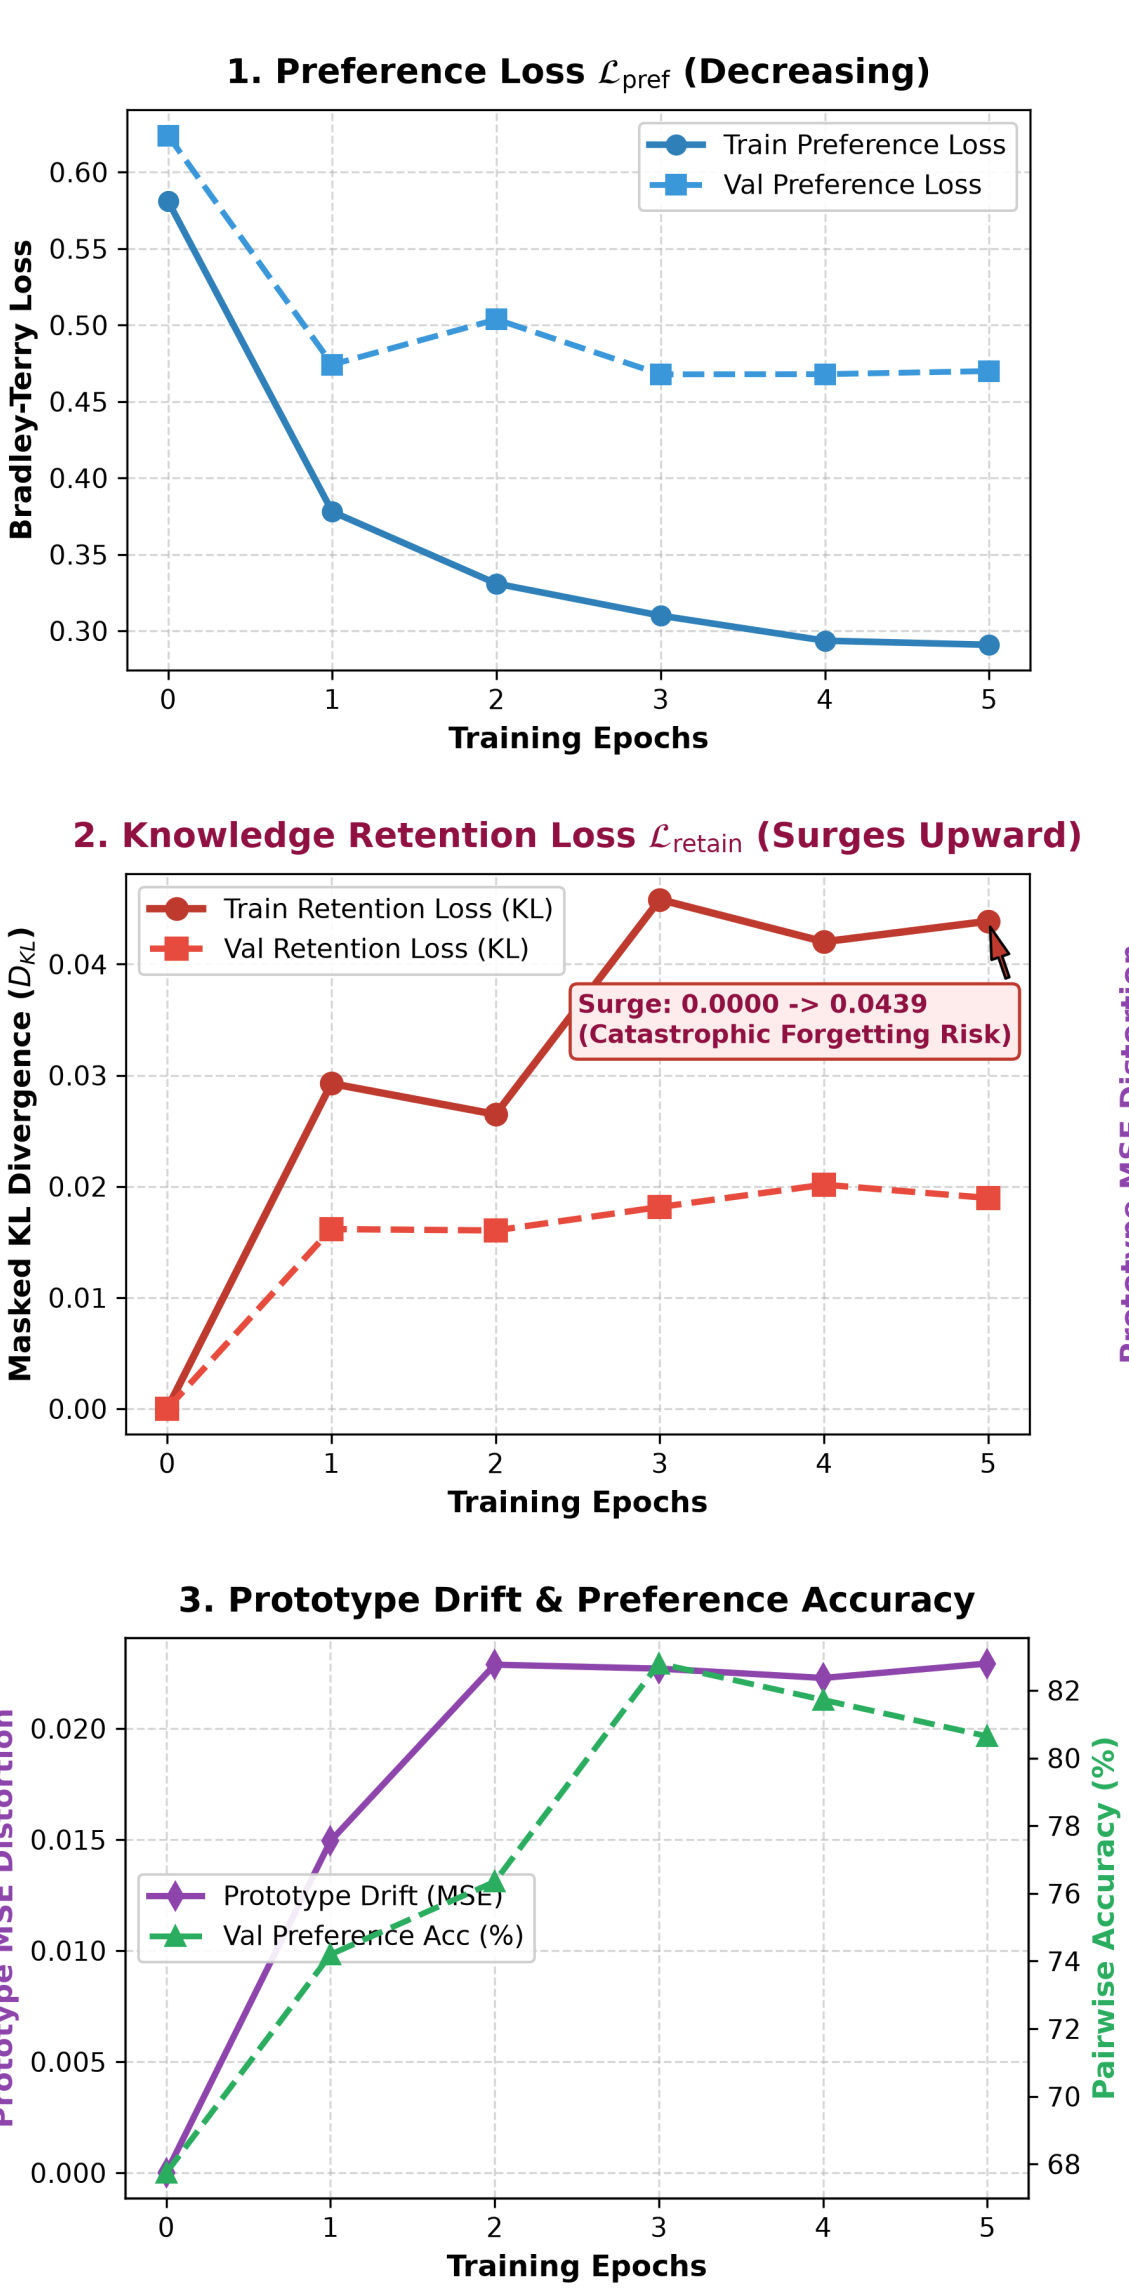 1. Preference Loss ℒpref (Decreasing)
Train Preference Loss
Val Preference Loss
Bradley-Terry Loss
0.60
0.55
0.50
0.45
0.40
0.35
0.30
0 1 2 3 4 5
Training Epochs
2. Knowledge Retention Loss ℒretain (Surges Upward)
Train Retention Loss (KL)
Val Retention Loss (KL)
Surge: 0.0000 -> 0.0439
(Catastrophic Forgetting Risk)
Masked KL Divergence (DKL)
0.04
0.03
0.02
0.01
0.00
0 1 2 3 4 5
Training Epochs
Prototype MSE Distortion
3. Prototype Drift & Preference Accuracy
Prototype MSE Distortion
0.020
0.015
0.010
0.005
0.000
Prototype Drift (MSE)
Val Preference Acc (%)
82
80
78
76
74
72
70
68
Pairwise Accuracy (%)
0 1 2 3 4 5
Training Epochs